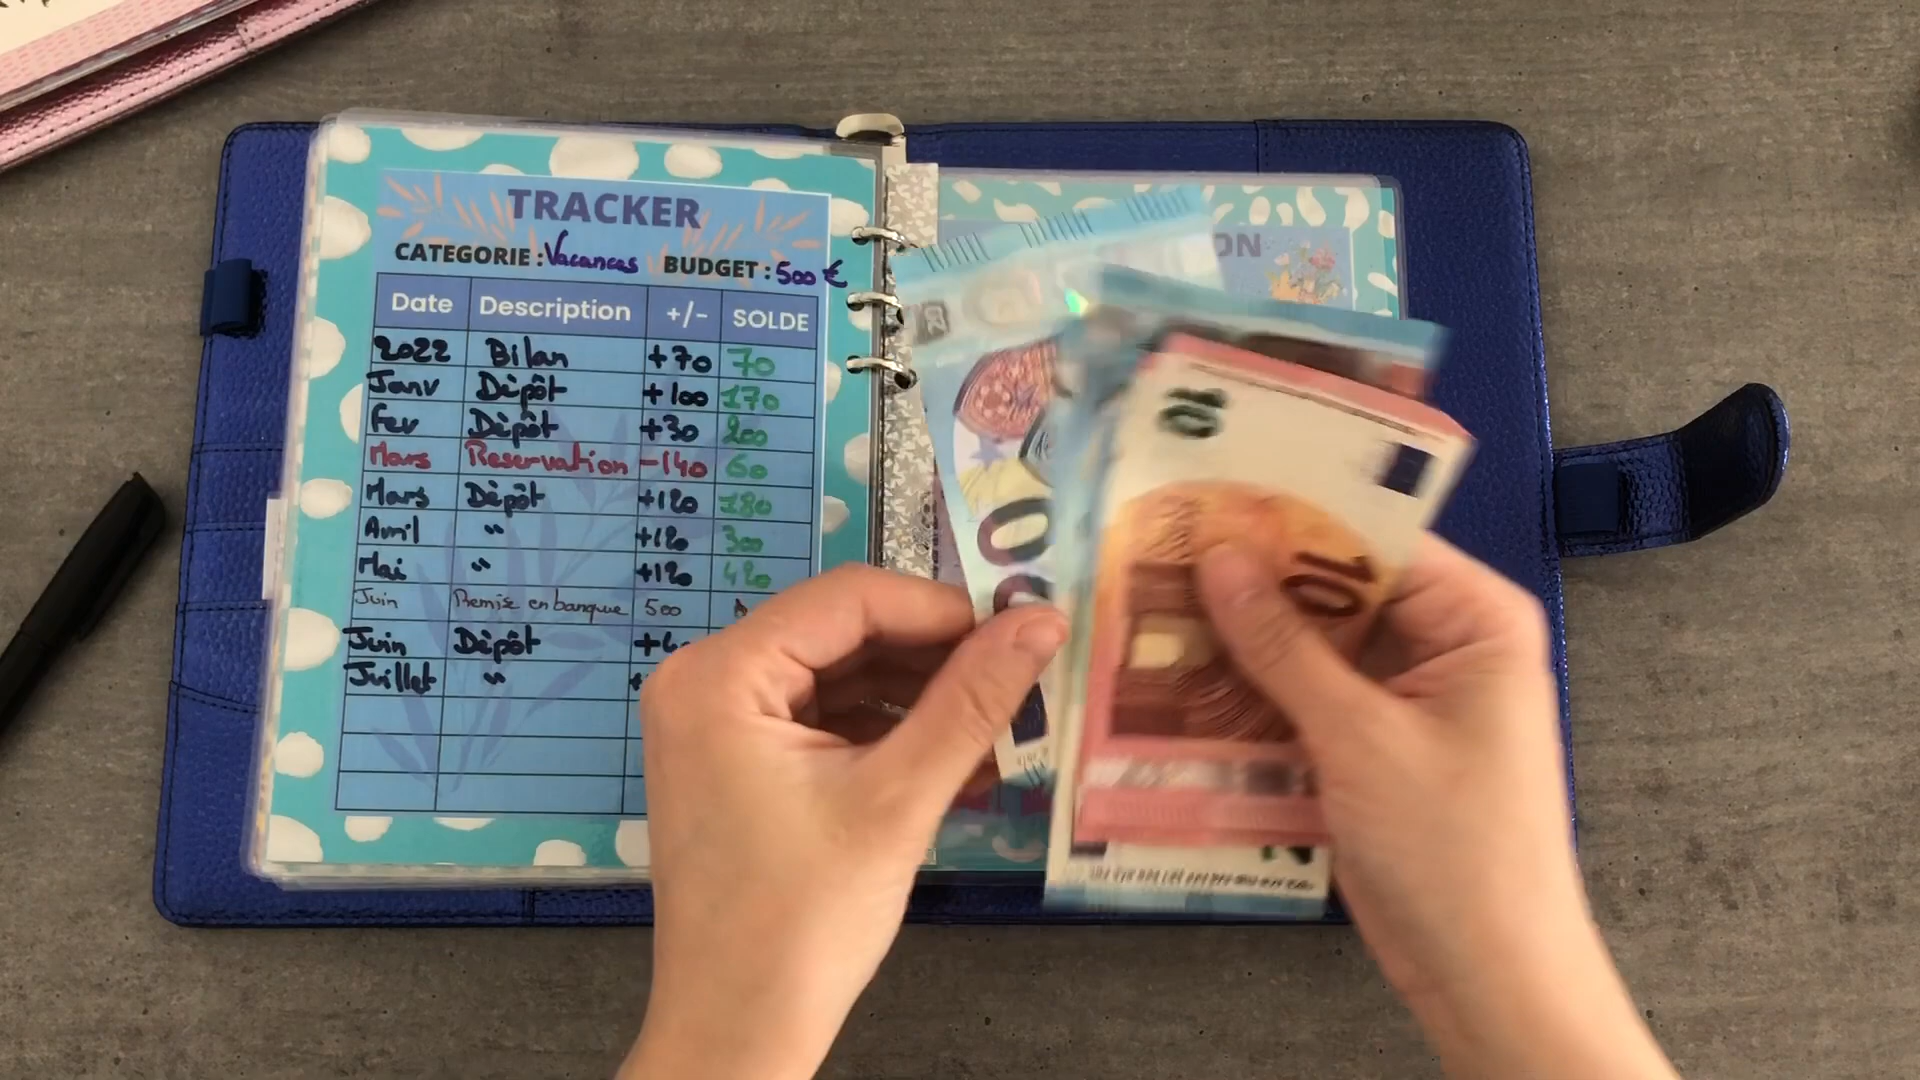 TRACKER
CATEGORIE : Vacances BUDGET : 500 €
Date Description +/- SOLDE
2022 Bilan +70 70
Janv Dépôt +100 170
Fev Dépôt +30 200
Mars Reservation -140 60
Mars Dépôt +120 180
Avril " +120 300
Mai " +120 420
Juin Remise en banque 500
Juin Dépôt
Juillet "
ON
10
10